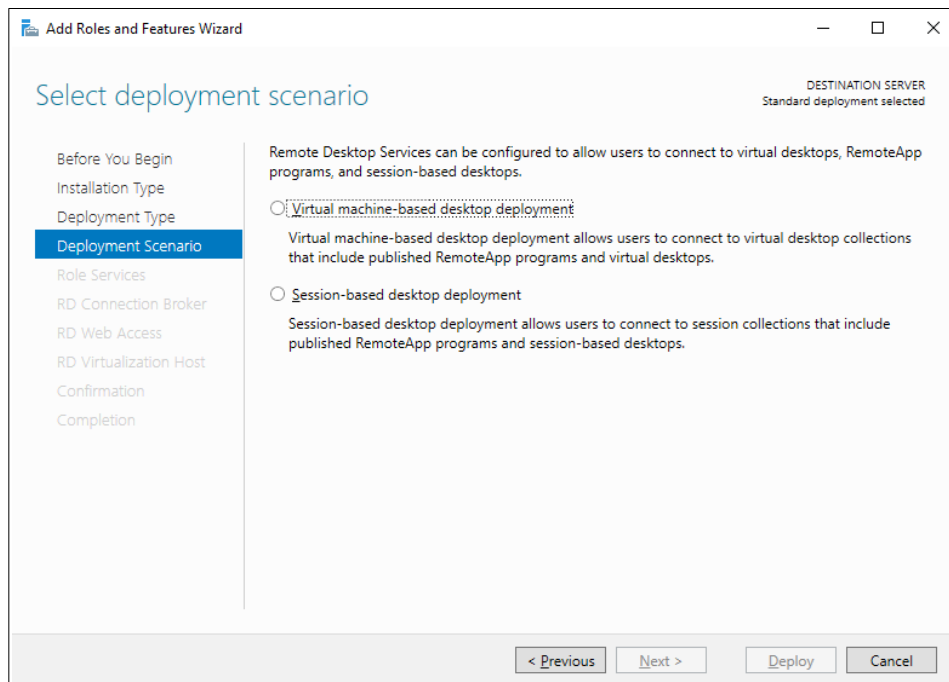 Add Roles and Features Wizard
Select deployment scenario
DESTINATION SERVER
Standard deployment selected
Before You Begin
Installation Type
Deployment Type
Deployment Scenario
Role Services
RD Connection Broker
RD Web Access
RD Virtualization Host
Confirmation
Completion
Remote Desktop Services can be configured to allow users to connect to virtual desktops, RemoteApp
programs, and session-based desktops.
Virtual machine-based desktop deployment
Virtual machine-based desktop deployment allows users to connect to virtual desktop collections
that include published RemoteApp programs and virtual desktops.
Session-based desktop deployment
Session-based desktop deployment allows users to connect to session collections that include
published RemoteApp programs and session-based desktops.
< Previous
Next >
Deploy
Cancel